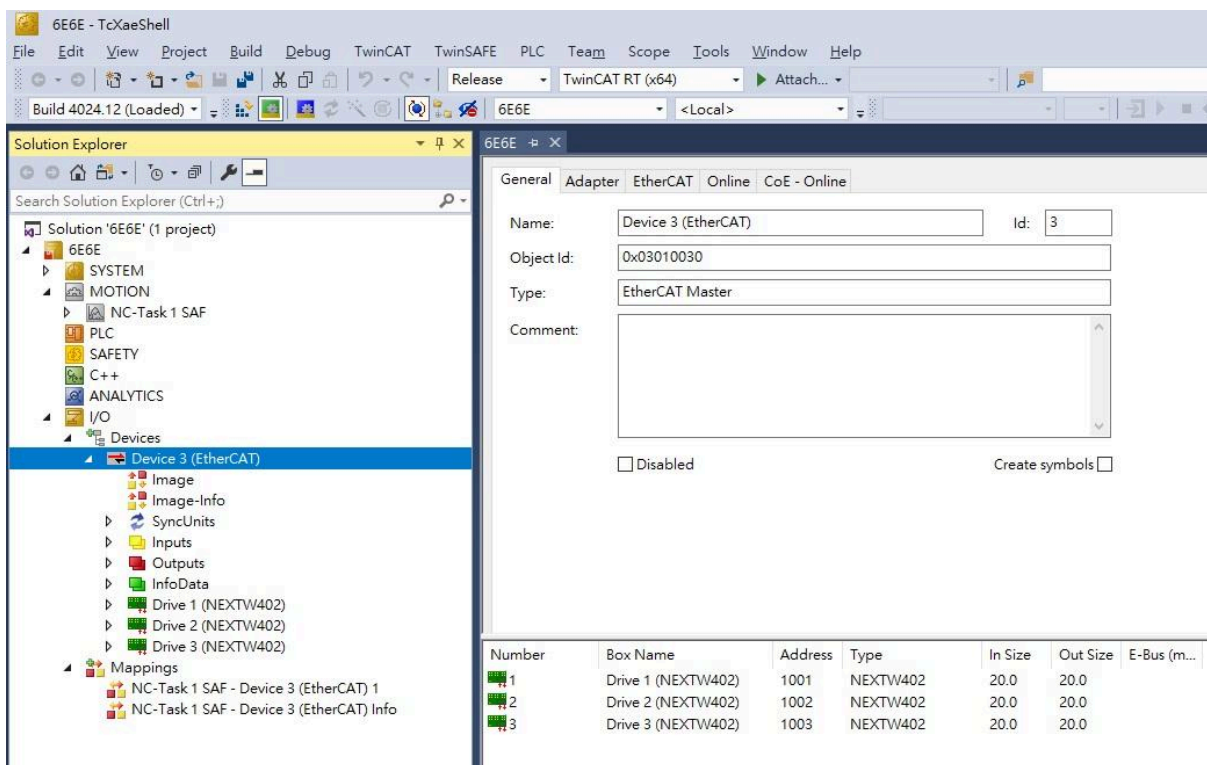 6E6E - TcXaeShell
File Edit View Project Build Debug TwinCAT TwinSAFE PLC Team Scope Tools Window Help
Release TwinCAT RT (x64) Attach...
Build 4024.12 (Loaded) 6E6E <Local>
Solution Explorer
Search Solution Explorer (Ctrl+;)
Solution '6E6E' (1 project)
6E6E
SYSTEM
MOTION
NC-Task 1 SAF
PLC
SAFETY
C++
ANALYTICS
I/O
Devices
Device 3 (EtherCAT)
Image
Image-Info
SyncUnits
Inputs
Outputs
InfoData
Drive 1 (NEXTW402)
Drive 2 (NEXTW402)
Drive 3 (NEXTW402)
Mappings
NC-Task 1 SAF - Device 3 (EtherCAT) 1
NC-Task 1 SAF - Device 3 (EtherCAT) Info
6E6E
General Adapter EtherCAT Online CoE - Online
Name: Device 3 (EtherCAT) Id: 3
Object Id: 0x03010030
Type: EtherCAT Master
Comment:
Disabled Create symbols
Number Box Name Address Type In Size Out Size E-Bus (m...
1 Drive 1 (NEXTW402) 1001 NEXTW402 20.0 20.0
2 Drive 2 (NEXTW402) 1002 NEXTW402 20.0 20.0
3 Drive 3 (NEXTW402) 1003 NEXTW402 20.0 20.0